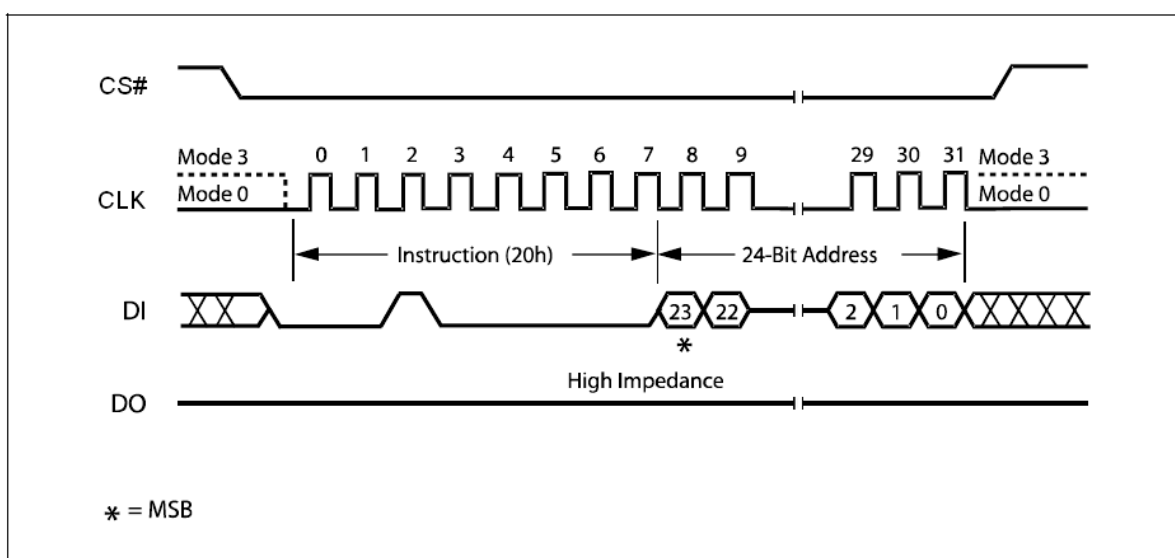 CS#
Mode 3 0 1 2 3 4 5 6 7 8 9 29 30 31 Mode 3
CLK Mode 0 Mode 0
Instruction (20h) 24-Bit Address
DI 23 22 2 1 0
*
High Impedance
DO
* = MSB